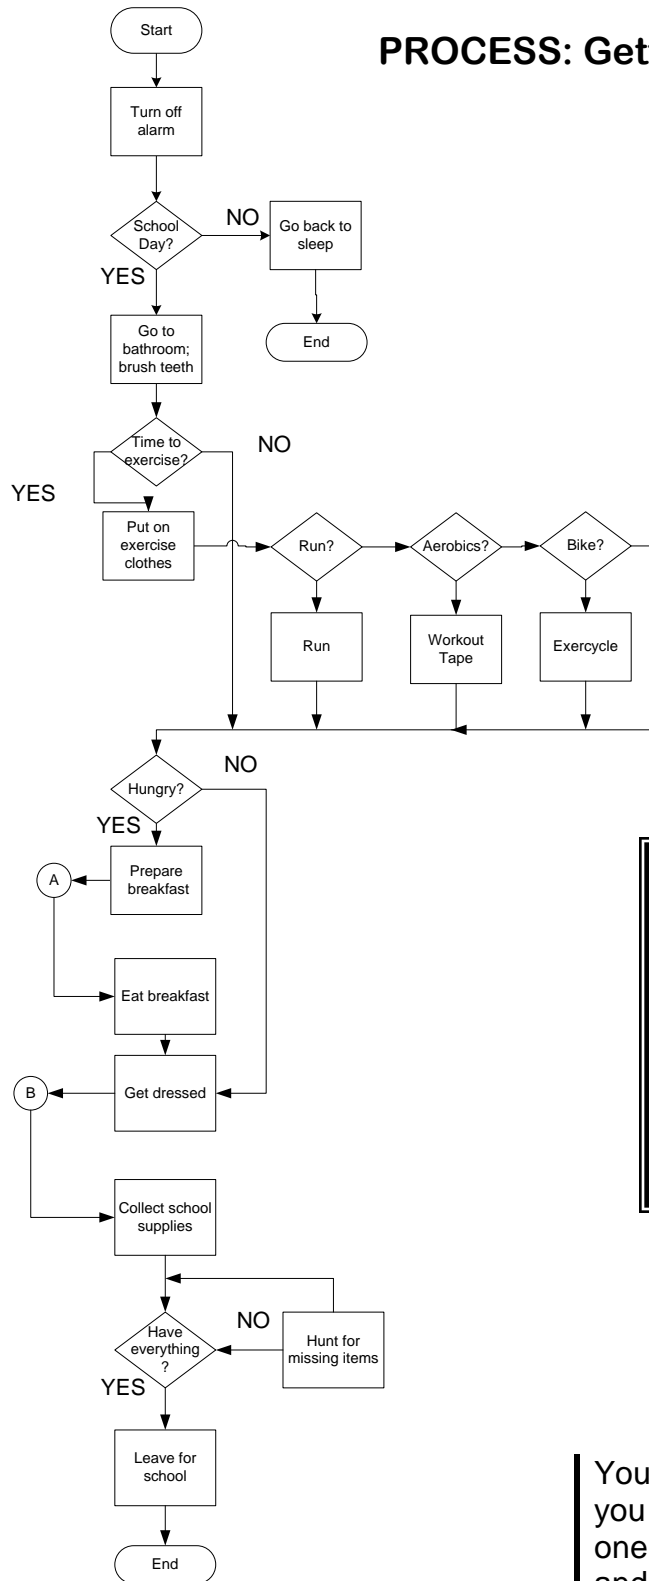 Start
PROCESS: Get
Turn off
alarm
School
Day?
NO
Go back to
sleep
YES
End
Go to
bathroom;
brush teeth
Time to
exercise?
NO
YES
Put on
exercise
clothes
Run?
Aerobics?
Bike?
Run
Workout
Tape
Exercycle
Hungry?
NO
YES
Prepare
breakfast
A
Eat breakfast
Get dressed
B
Collect school
supplies
Have
everything
?
NO
Hunt for
missing items
YES
Leave for
school
You
you
one
End